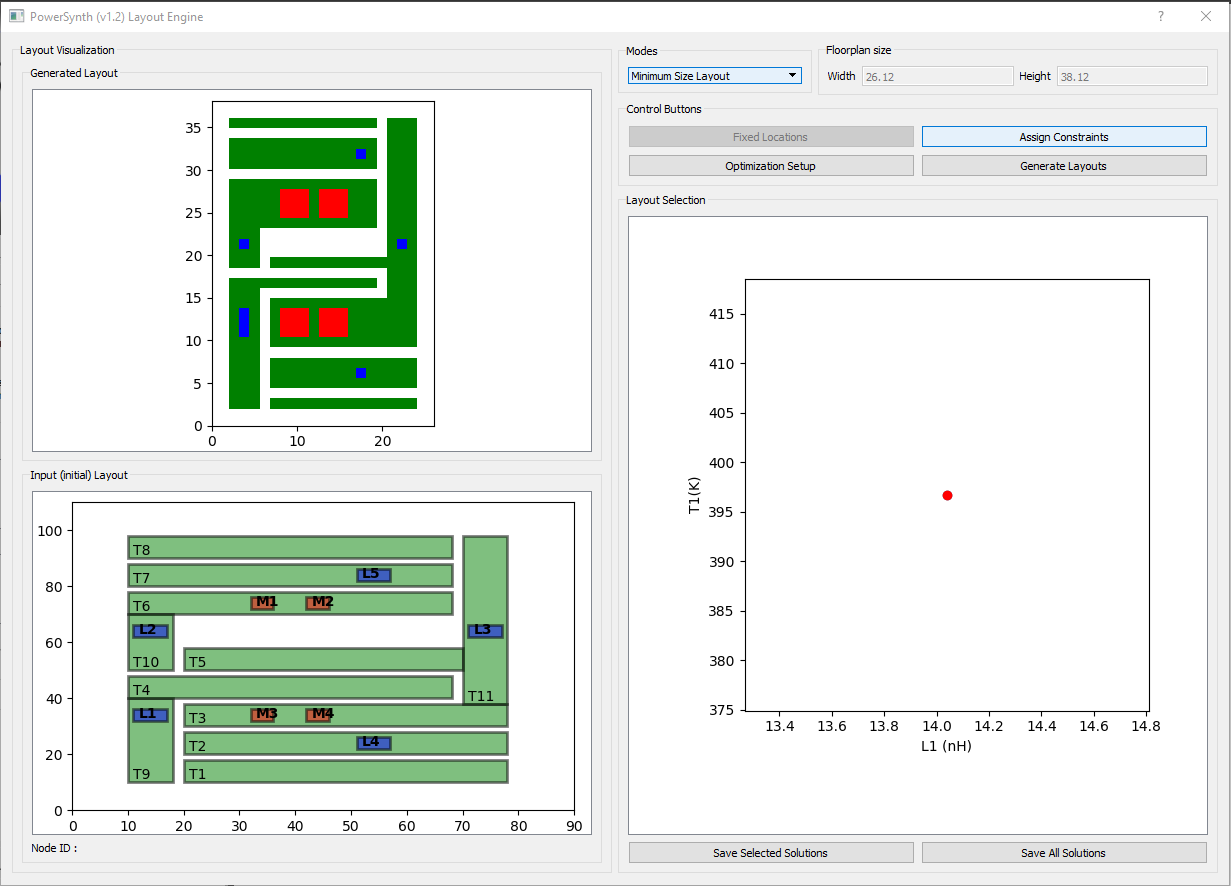 PowerSynth (v1.2) Layout Engine
?
Layout Visualization
Generated Layout
35
30
25
20
15
10
5
0
0 10 20
Input (initial) Layout
100
80
60
40
20
0
T8
T7 L5
T6 M1 M2
L2 L3
T10 T5
T4 T11
L1 T3 M3 M4
T2 L4
T9 T1
0 10 20 30 40 50 60 70 80 90
Node ID :
Modes
Minimum Size Layout
Floorplan size
Width 26.12 Height 38.12
Control Buttons
Fixed Locations Assign Constraints
Optimization Setup Generate Layouts
Layout Selection
T1(K)
415
410
405
400
395
390
385
380
375
13.4 13.6 13.8 14.0 14.2 14.4 14.6 14.8
L1 (nH)
Save Selected Solutions Save All Solutions